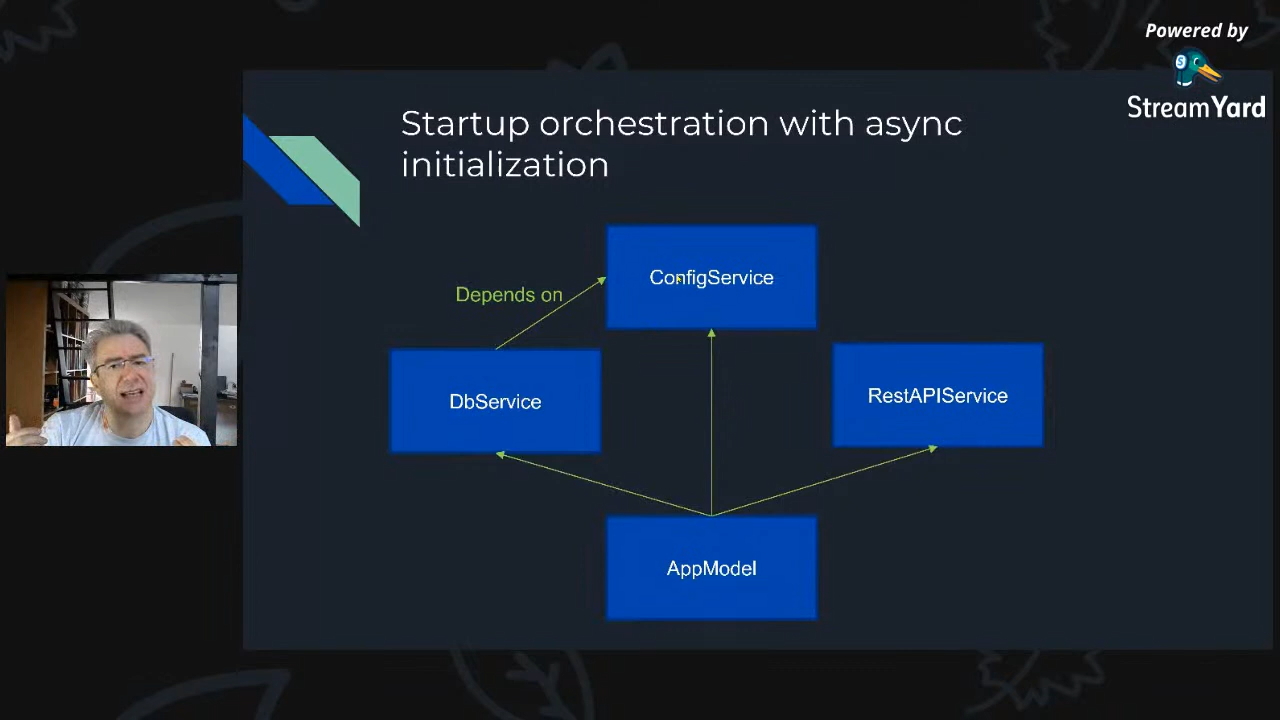 Powered by
StreamYard
Startup orchestration with async
initialization
ConfigService
Depends on
DbService
RestAPIService
AppModel